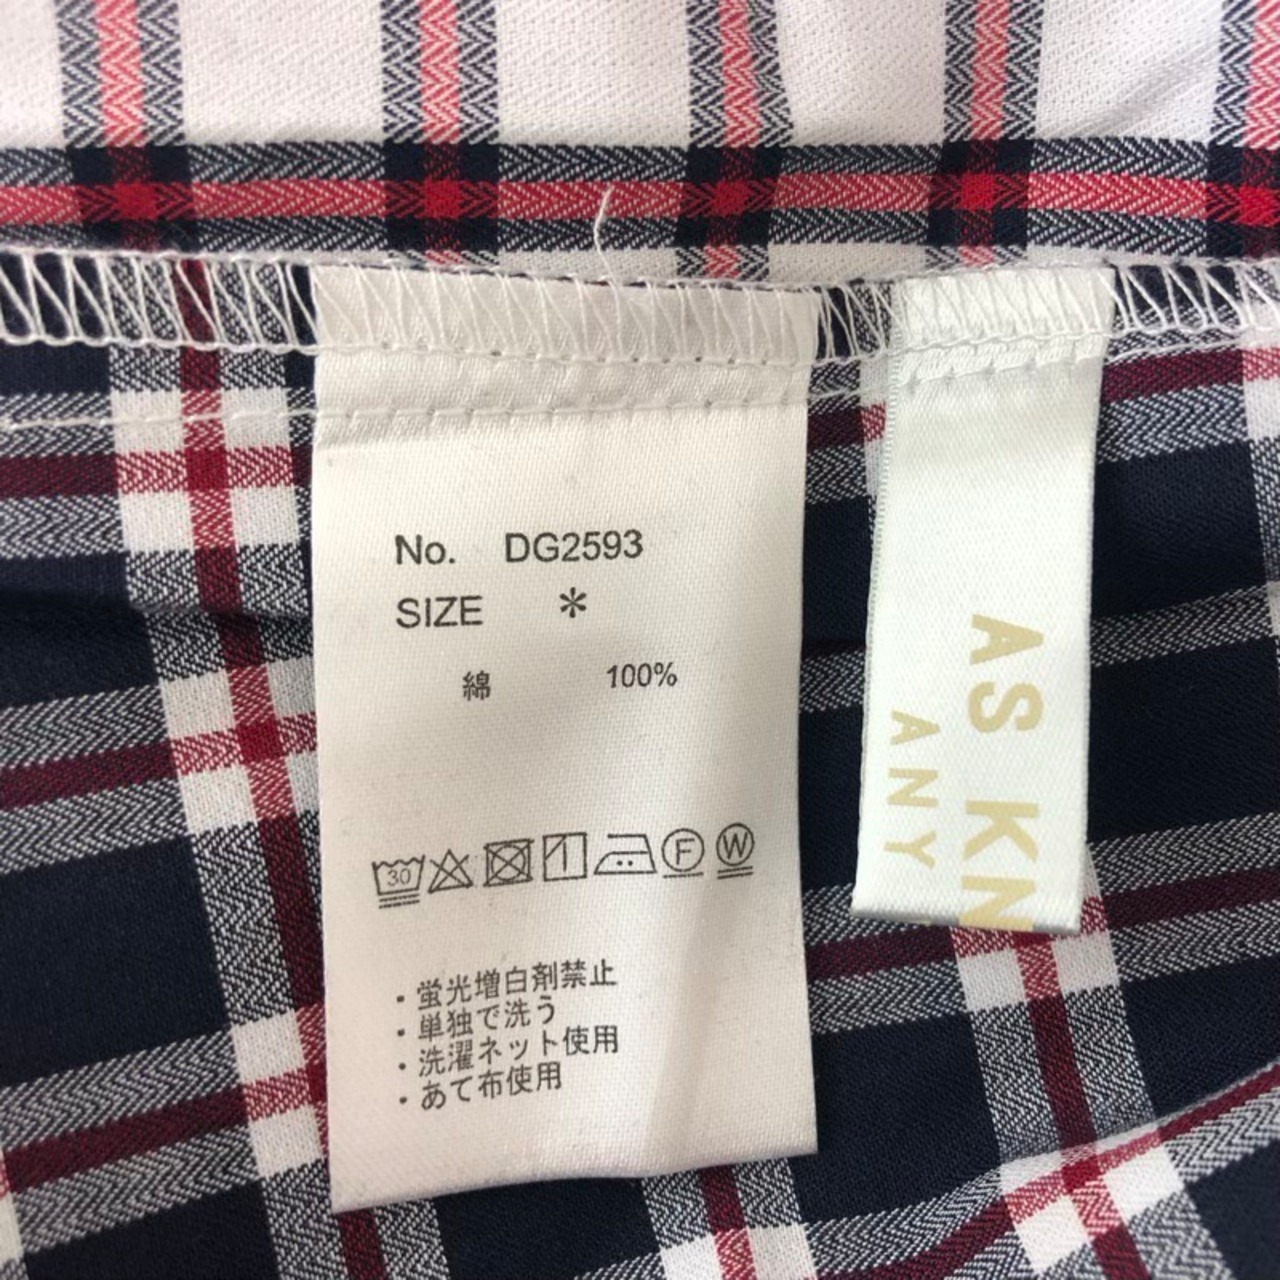 No. DG2593
SIZE *
綿 100%
30 F W
・蛍光増白剤禁止
・単独で洗う
・洗濯ネット使用
・あて布使用
AS KN
ANY